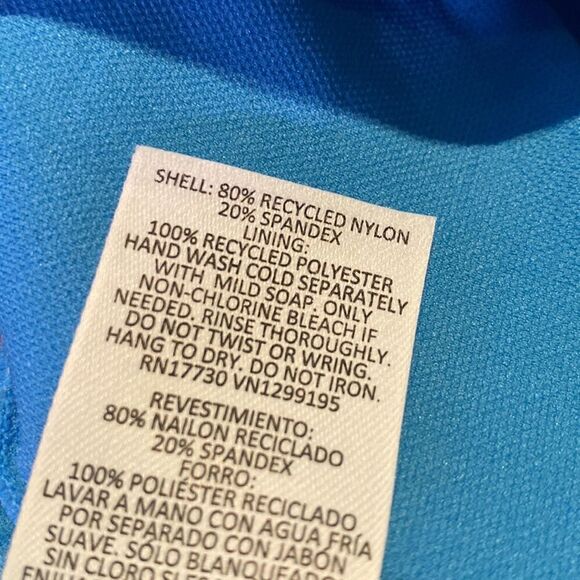 SHELL: 80% RECYCLED NYLON
20% SPANDEX
LINING:
100% RECYCLED POLYESTER
HAND WASH COLD SEPARATELY
WITH MILD SOAP. ONLY
NON-CHLORINE BLEACH IF
NEEDED. RINSE THOROUGHLY.
DO NOT TWIST OR WRING.
HANG TO DRY. DO NOT IRON.
RN17730 VN1299195
REVESTIMIENTO:
80% NAILON RECICLADO
20% SPANDEX
FORRO:
100% POLIÉSTER RECICLADO
LAVAR A MANO CON AGUA FRÍA
POR SEPARADO CON JABÓN
SUAVE. SÓLO BLANQUEADOR
SIN CLORO